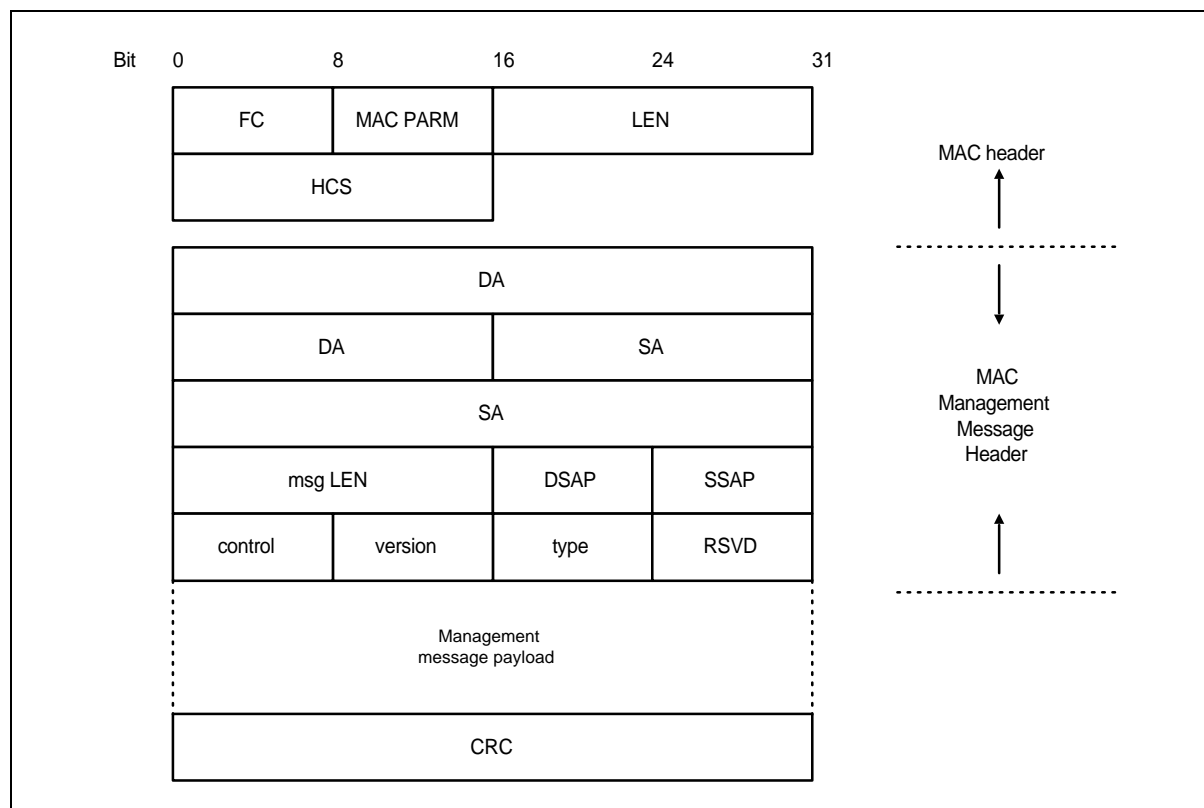 Bit 0 8 16 24 31
FC MAC PARM LEN
HCS
MAC header
DA
DA SA
SA
msg LEN DSAP SSAP
control version type RSVD
MAC
Management
Message
Header
Management
message payload
CRC